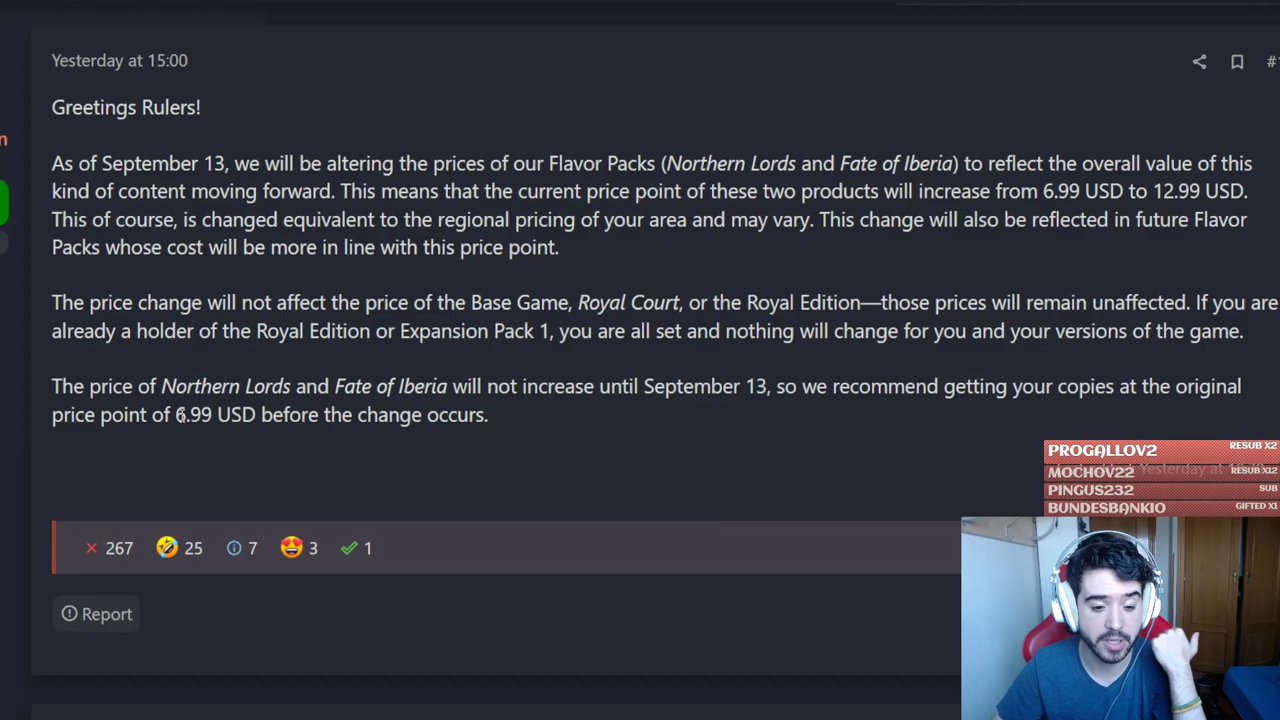 Yesterday at 15:00
Greetings Rulers!
As of September 13, we will be altering the prices of our Flavor Packs (Northern Lords and Fate of Iberia) to reflect the overall value of this
kind of content moving forward. This means that the current price point of these two products will increase from 6.99 USD to 12.99 USD.
This of course, is changed equivalent to the regional pricing of your area and may vary. This change will also be reflected in future Flavor
Packs whose cost will be more in line with this price point.
The price change will not affect the price of the Base Game, Royal Court, or the Royal Edition—those prices will remain unaffected. If you are
already a holder of the Royal Edition or Expansion Pack 1, you are all set and nothing will change for you and your versions of the game.
The price of Northern Lords and Fate of Iberia will not increase until September 13, so we recommend getting your copies at the original
price point of 6.99 USD before the change occurs.
PROGALLOV2 RESUB X2
MOCHOV22 RESUB X12
PINGUS232 SUB
BUNDESBANKIO GIFTED X1
267 25 7 3 1
Report